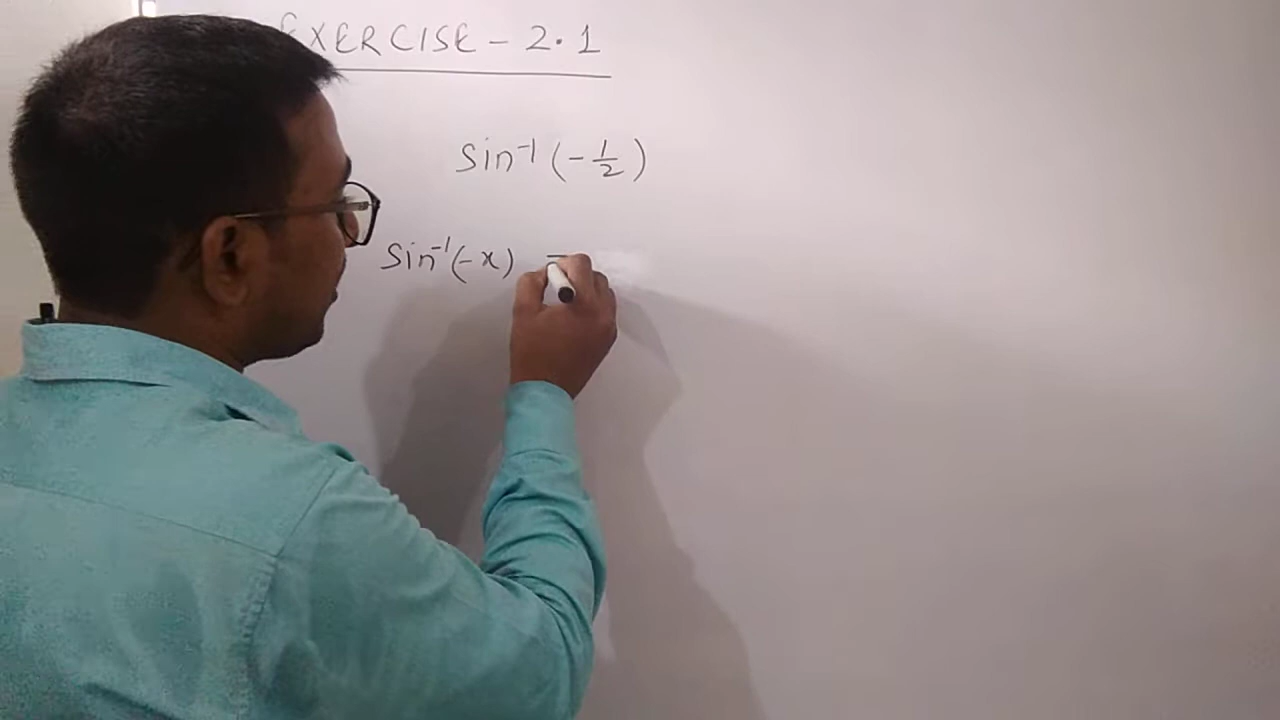 EXERCISE - 2.1
Sin⁻¹ (-1/2)
Sin⁻¹(-x) =